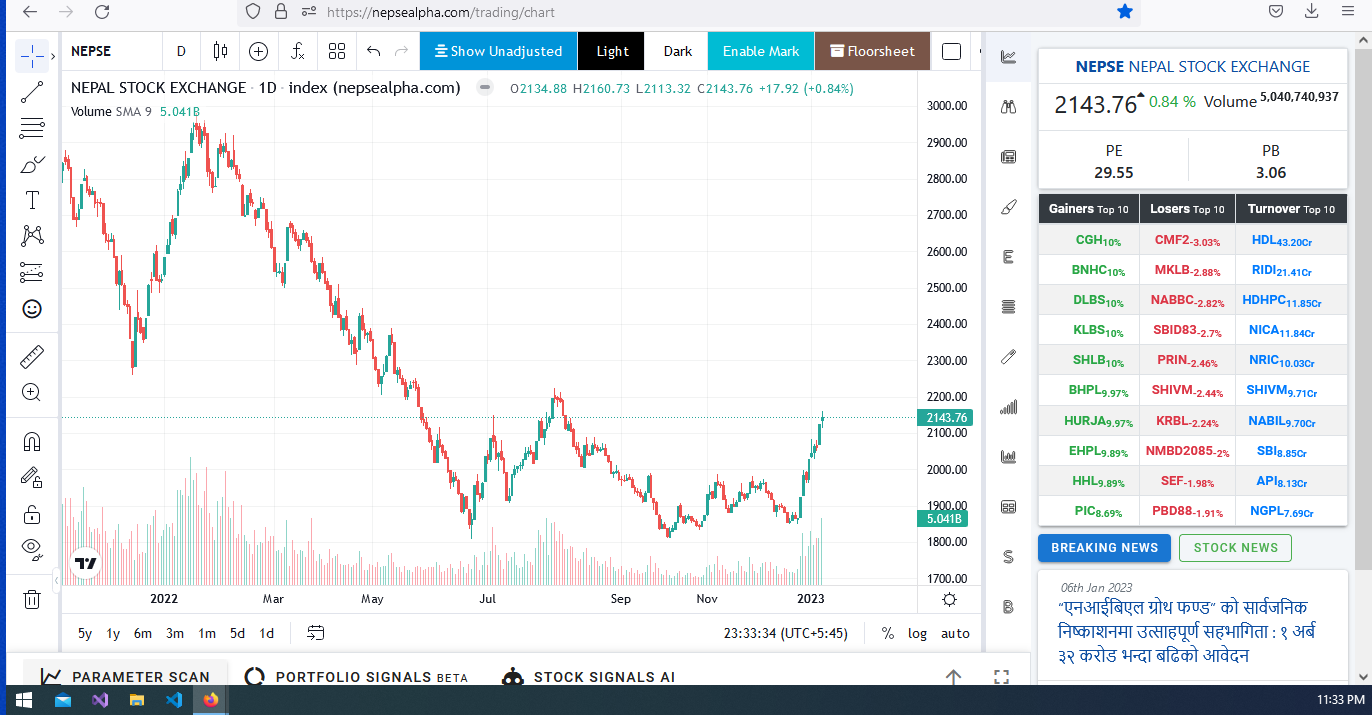 https://nepsealpha.com/trading/chart
NEPSE D Show Unadjusted Light Dark Enable Mark Floorsheet
NEPAL STOCK EXCHANGE · 1D · index (nepsealpha.com) O2134.88 H2160.73 L2113.32 C2143.76 +17.92 (+0.84%)
Volume SMA 9 5.041B
3000.00
2900.00
2800.00
2700.00
2600.00
2500.00
2400.00
2300.00
2200.00
2143.76
2100.00
2000.00
1900.00
5.041B
1800.00
1700.00
2022 Mar May Jul Sep Nov 2023
5y 1y 6m 3m 1m 5d 1d 23:33:34 (UTC+5:45) % log auto
PARAMETER SCAN PORTFOLIO SIGNALS BETA STOCK SIGNALS AI
NEPSE NEPAL STOCK EXCHANGE
2143.76 0.84 % Volume 5,040,740,937
PE PB
29.55 3.06
Gainers Top 10 Losers Top 10 Turnover Top 10
CGH10% CMF2-3.03% HDL43.20Cr
BNHC10% MKLB-2.88% RIDI21.41Cr
DLBS10% NABBC-2.82% HDHPC11.85Cr
KLBS10% SBID83-2.7% NICA11.84Cr
SHLB10% PRIN-2.46% NRIC10.03Cr
BHPL9.97% SHIVM-2.44% SHIVM9.71Cr
HURJA9.97% KRBL-2.24% NABIL9.70Cr
EHPL9.89% NMBD2085-2% SBI8.85Cr
HHL9.89% SEF-1.98% API8.13Cr
PIC8.69% PBD88-1.91% NGPL7.69Cr
BREAKING NEWS STOCK NEWS
06th Jan 2023
“एनआईबिएल ग्रोथ फण्ड” को सार्वजनिक
निष्काशनमा उत्साहपूर्ण सहभागिता : १ अर्ब
३२ करोड भन्दा बढिको आवेदन
E
S
B
11:33 PM